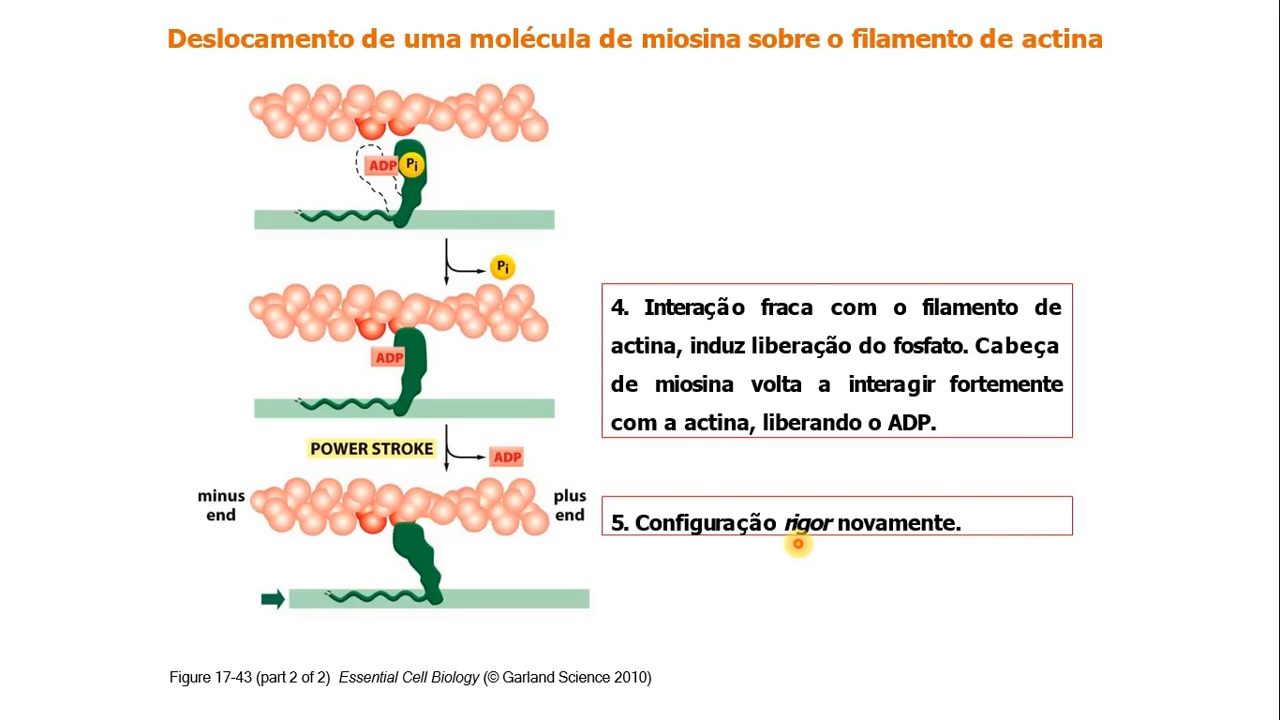 Deslocamento de uma molécula de miosina sobre o filamento de actina
ADP
Pi
Pi
ADP
4. Interação fraca com o filamento de
actina, induz liberação do fosfato. Cabeça
de miosina volta a interagir fortemente
com a actina, liberando o ADP.
POWER STROKE
ADP
minus
end
plus
end
5. Configuração rigor novamente.
Figure 17-43 (part 2 of 2) Essential Cell Biology (© Garland Science 2010)